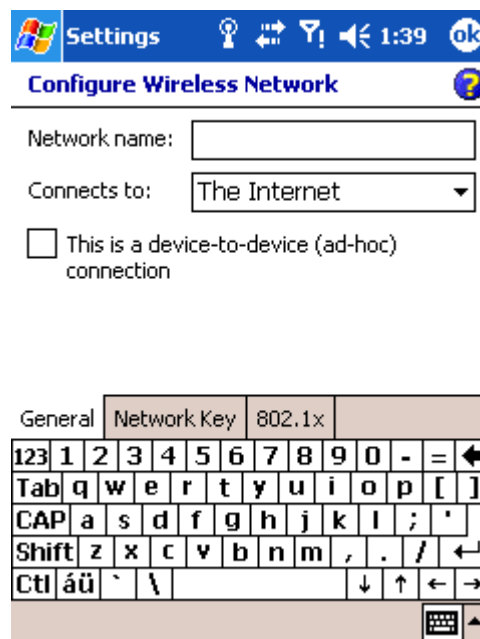 Settings 1:39 ok
Configure Wireless Network ?
Network name:
Connects to: The Internet
This is a device-to-device (ad-hoc)
connection
General Network Key 802.1x
123 1 2 3 4 5 6 7 8 9 0 - =
Tab q w e r t y u i o p [ ]
CAP a s d f g h j k l ; '
Shift z x c v b n m , . /
Ctl áü ` \ ↓ ↑ ← →